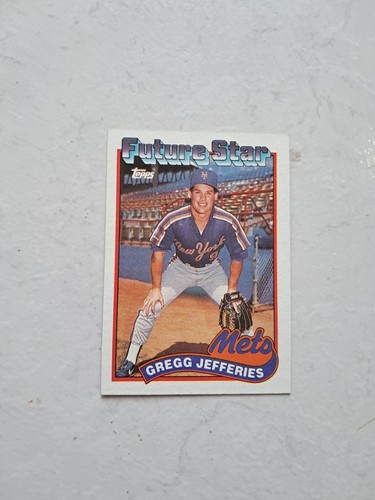 Future Star
Topps
New York
Mets
GREGG JEFFERIES